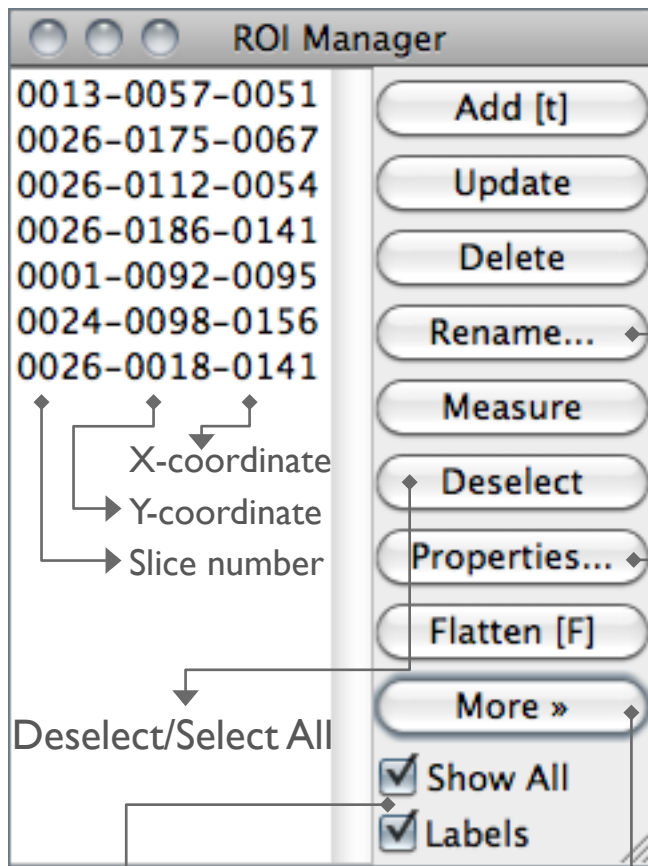 ROI Manager
0013-0057-0051
0026-0175-0067
0026-0112-0054
0026-0186-0141
0001-0092-0095
0024-0098-0156
0026-0018-0141
X-coordinate
Y-coordinate
Slice number
Deselect/Select All
Add [t]
Update
Delete
Rename...
Measure
Deselect
Properties...
Flatten [F]
More »
Show All
Labels